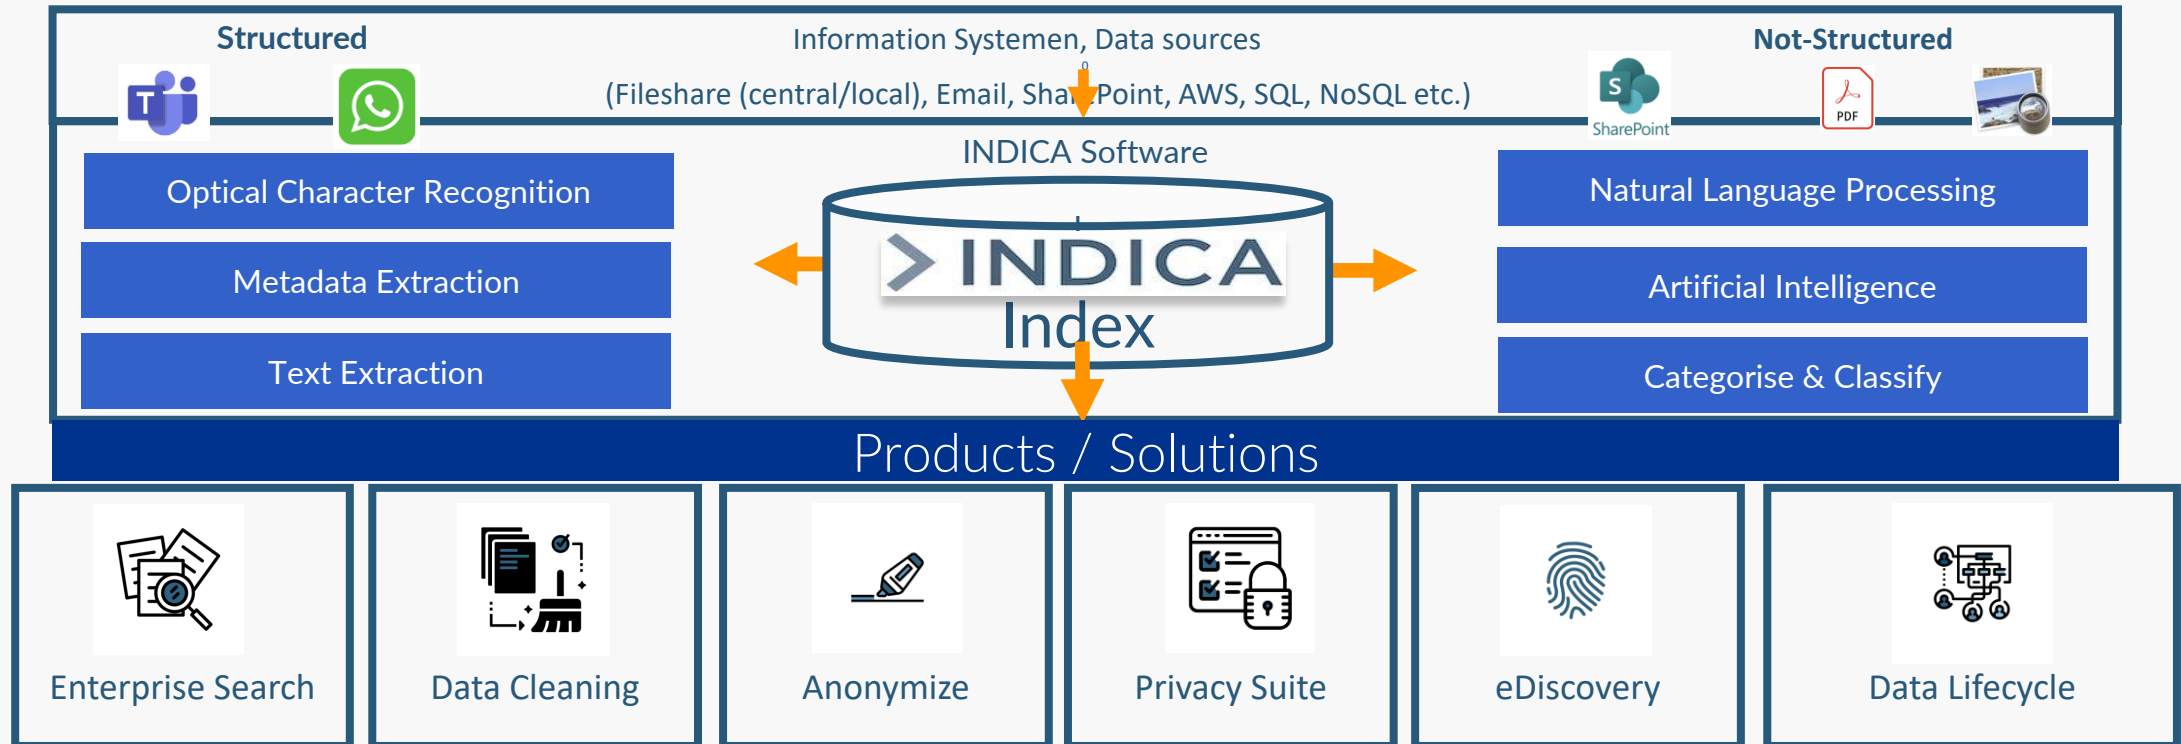 Structured
Information Systemen, Data sources
Not-Structured
(Fileshare (central/local), Email, SharePoint, AWS, SQL, NoSQL etc.)
T
S
SharePoint
PDF
INDICA Software
Optical Character Recognition
Metadata Extraction
Text Extraction
> INDICA
Index
Natural Language Processing
Artificial Intelligence
Categorise & Classify
Products / Solutions
Enterprise Search
Data Cleaning
Anonymize
Privacy Suite
eDiscovery
Data Lifecycle